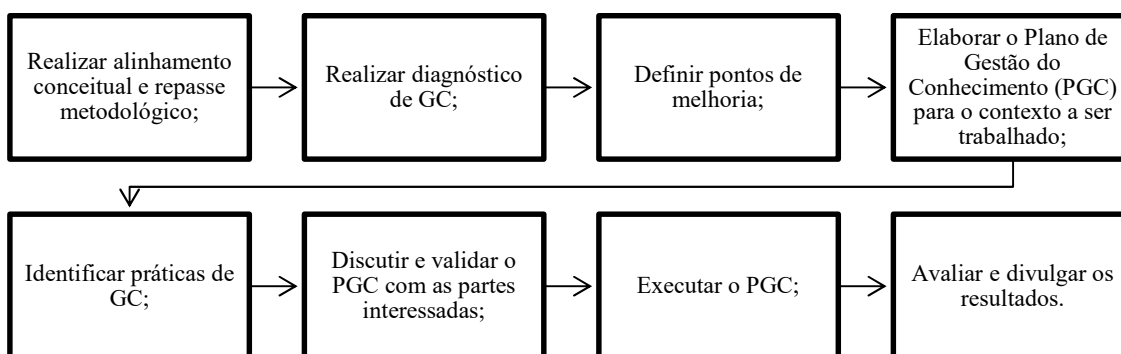 Realizar alinhamento
conceitual e repasse
metodológico;
Realizar diagnóstico
de GC;
Definir pontos de
melhoria;
Elaborar o Plano de
Gestão do
Conhecimento (PGC)
para o contexto a ser
trabalhado;
Identificar práticas de
GC;
Discutir e validar o
PGC com as partes
interessadas;
Executar o PGC;
Avaliar e divulgar os
resultados.